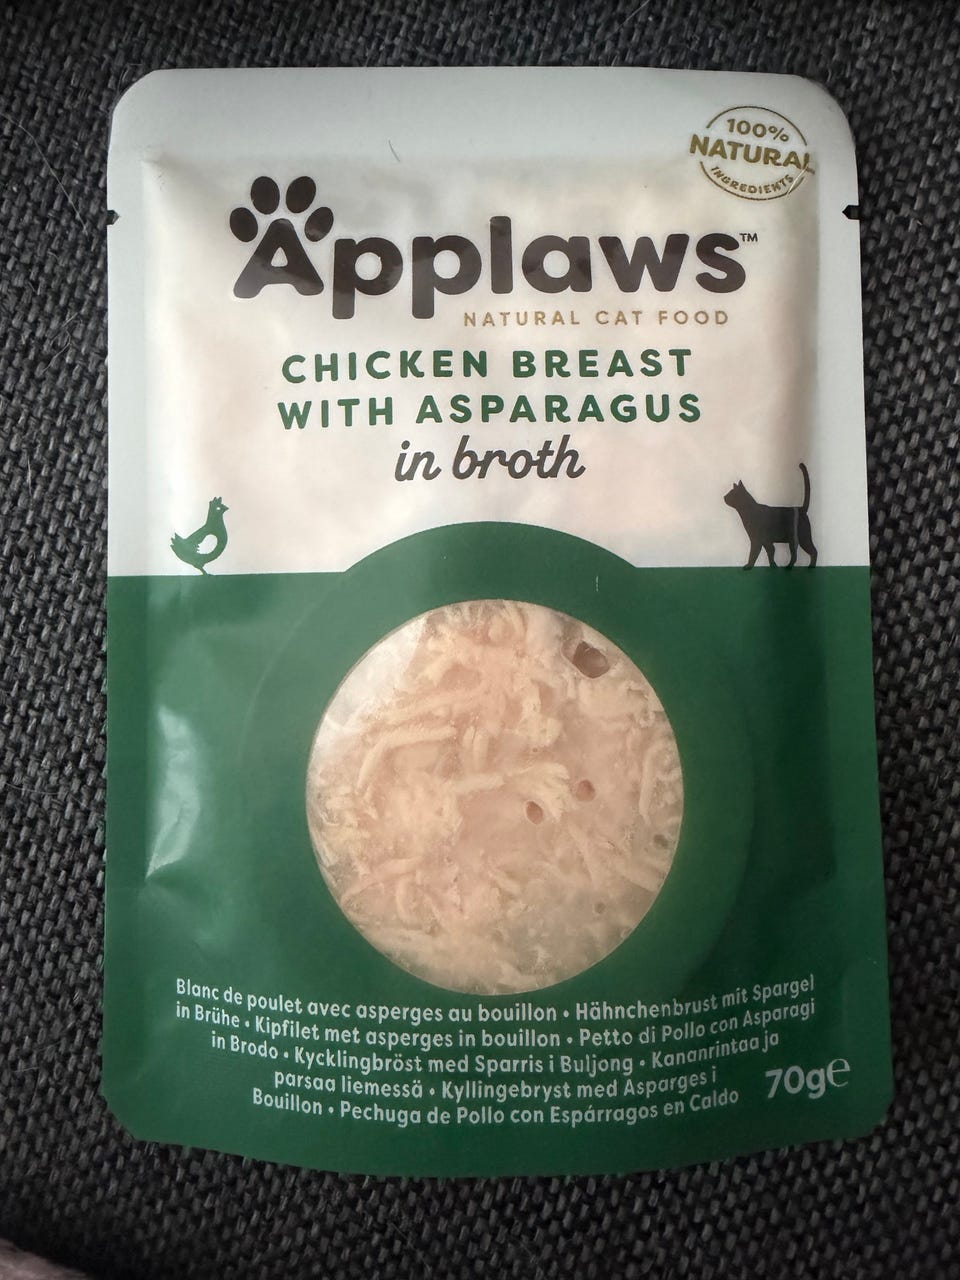 100%
NATURAL
INGREDIENTS
Applaws™
NATURAL CAT FOOD
CHICKEN BREAST
WITH ASPARAGUS
in broth
Blanc de poulet avec asperges au bouillon • Hähnchenbrust mit Spargel
in Brühe • Kipfilet met asperges in bouillon • Petto di Pollo con Asparagi
in Brodo • Kycklingbröst med Sparris i Buljong • Kananrintaa ja
parsaa liemessä • Kyllingebryst med Asparges i
Bouillon • Pechuga de Pollo con Espárragos en Caldo
70g℮